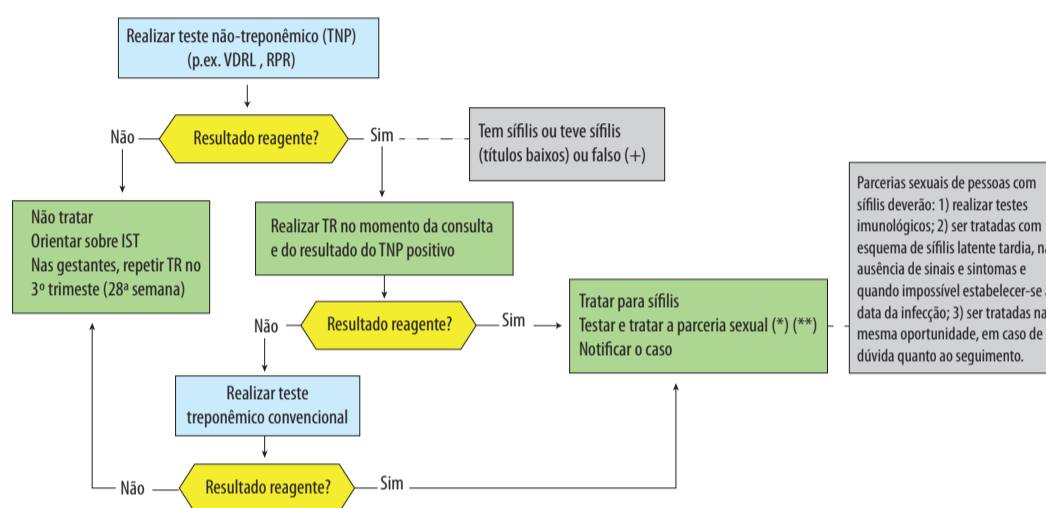 Realizar teste não-treponêmico (TNP)
(p.ex. VDRL , RPR)
Resultado reagente?
Não
Sim
Tem sífilis ou teve sífilis
(títulos baixos) ou falso (+)
Não tratar
Orientar sobre IST
Nas gestantes, repetir TR no
3º trimeste (28ª semana)
Realizar TR no momento da consulta
e do resultado do TNP positivo
Resultado reagente?
Não
Sim
Tratar para sífilis
Testar e tratar a parceria sexual (*) (**)
Notificar o caso
Parcerias sexuais de pessoas com
sífilis deverão: 1) realizar testes
imunológicos; 2) ser tratadas com
esquema de sífilis latente tardia, na
ausência de sinais e sintomas e
quando impossível estabelecer-se a
data da infecção; 3) ser tratadas na
mesma oportunidade, em caso de
dúvida quanto ao seguimento.
Realizar teste
treponêmico convencional
Resultado reagente?
Não
Sim